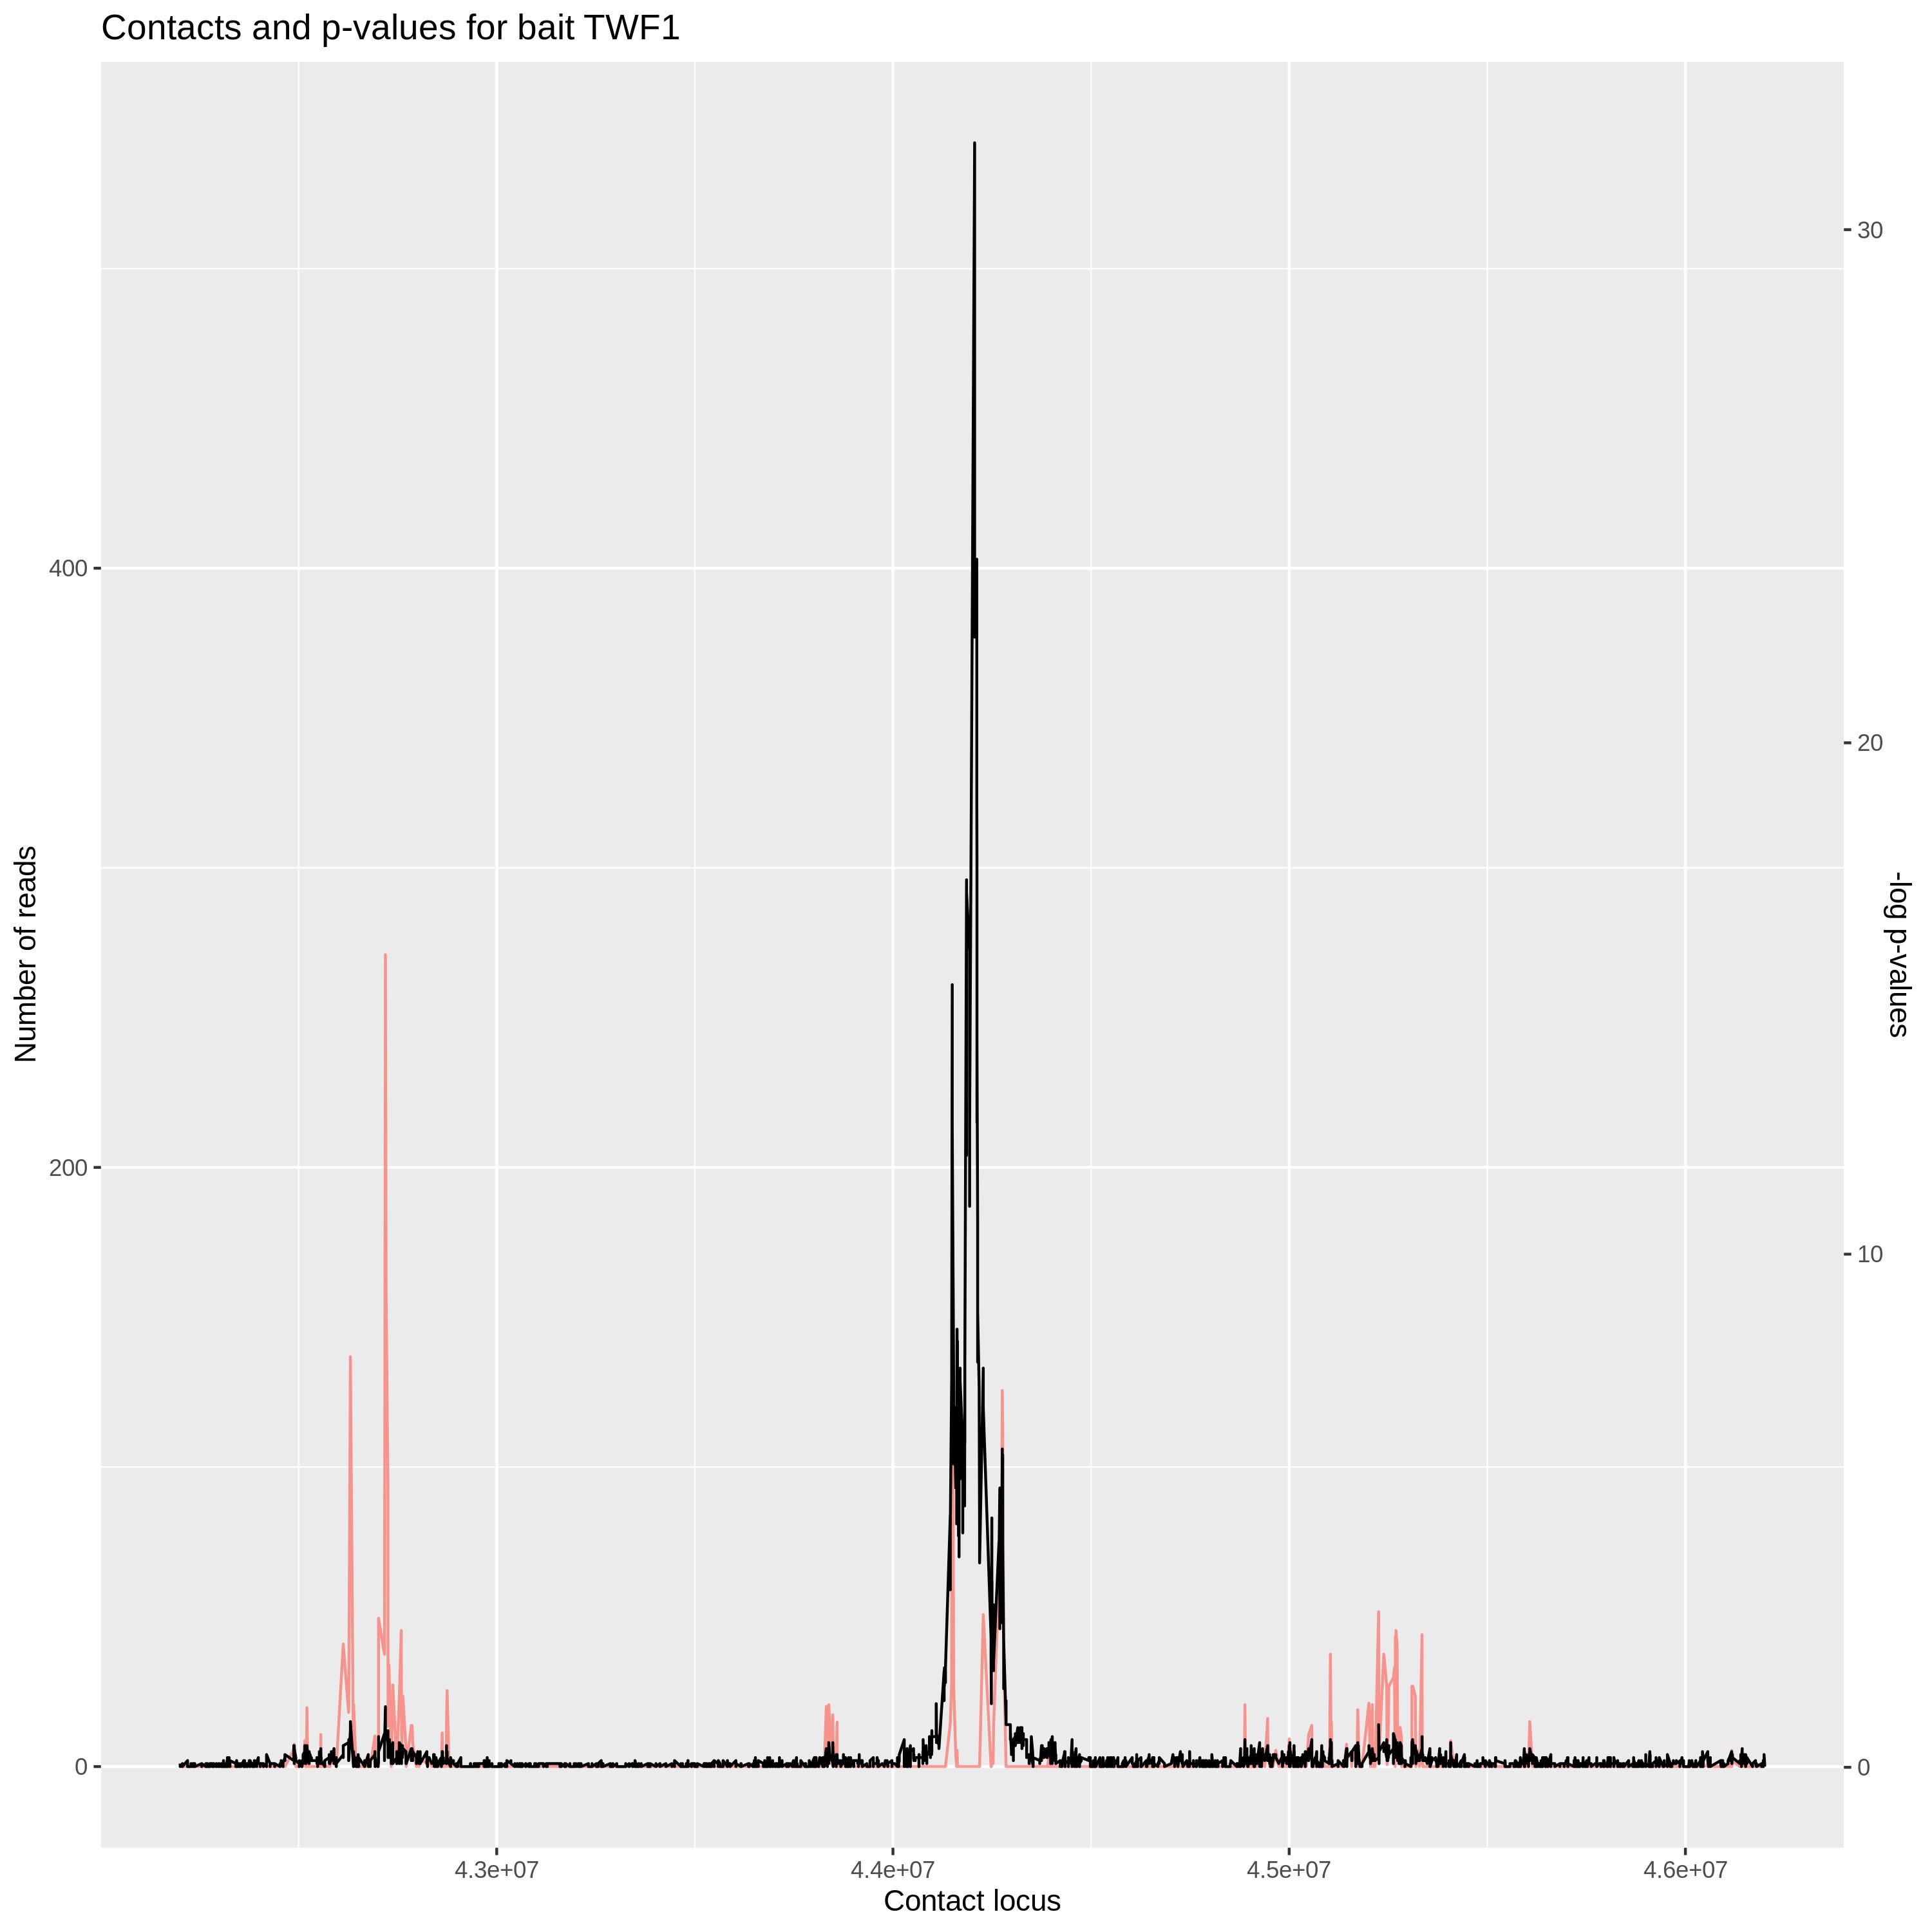 Contacts and p-values for bait TWF1
Number of reads
400
200
0
30
20
10
0
-log p-values
4.3e+07 4.4e+07 4.5e+07 4.6e+07
Contact locus